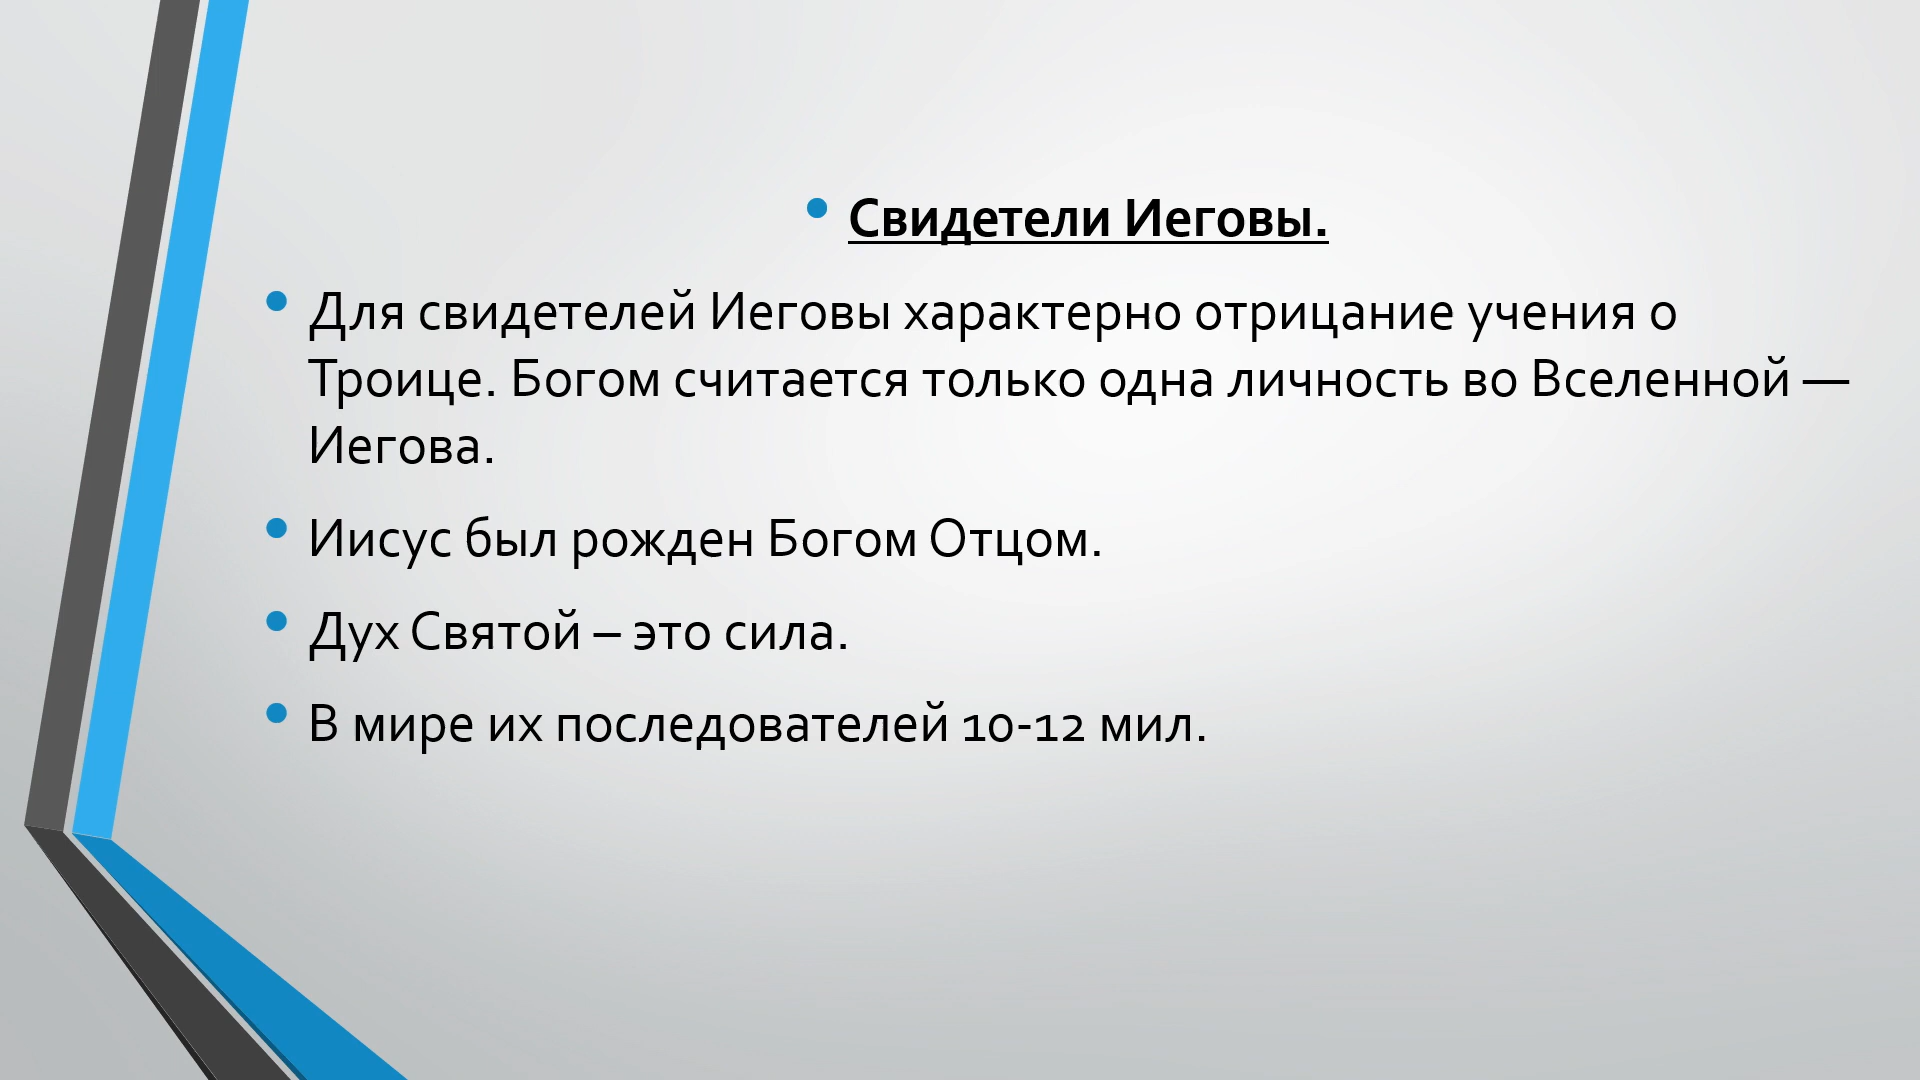 Свидетели Иеговы.
Для свидетелей Иеговы характерно отрицание учения о
Троице. Богом считается только одна личность во Вселенной —
Иегова.
Иисус был рожден Богом Отцом.
Дух Святой – это сила.
В мире их последователей 10-12 мил.